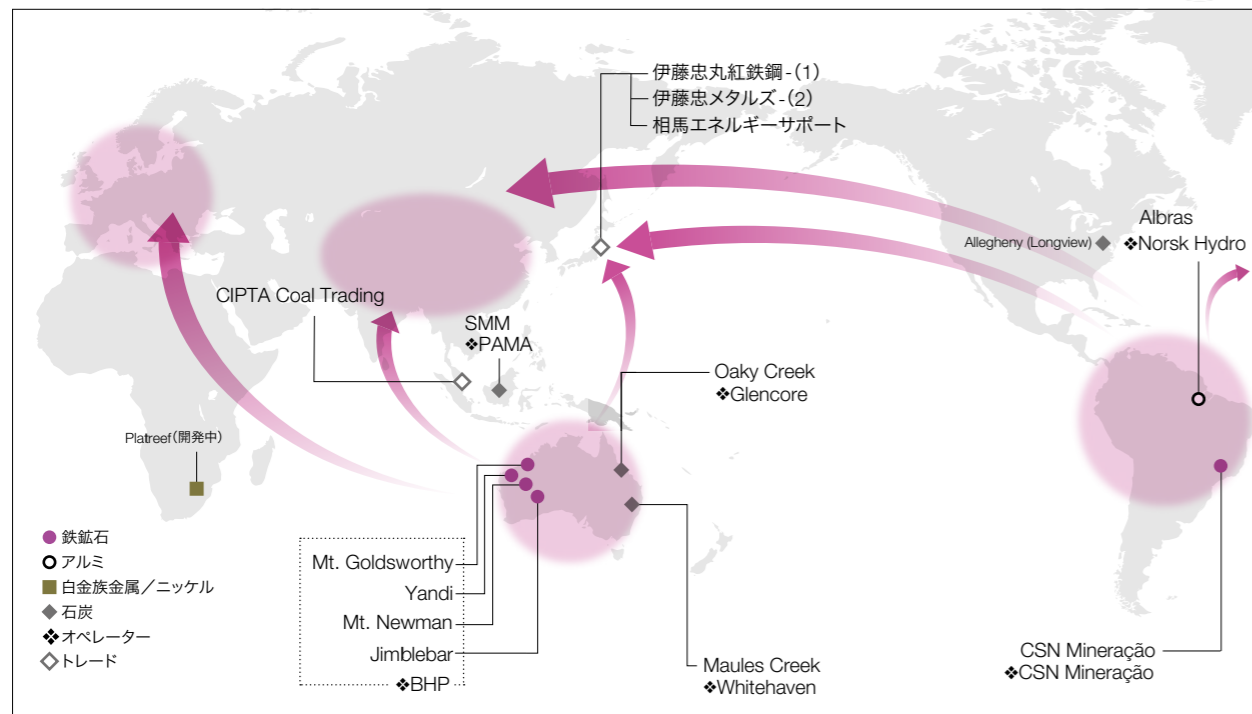 伊藤忠丸紅鉄鋼-(1)
伊藤忠メタルズ-(2)
相馬エネルギーサポート
Albras
❖Norsk Hydro
Allegheny (Longview)
CIPTA Coal Trading
SMM
❖PAMA
Oaky Creek
❖Glencore
Platreef(開発中)
鉄鉱石
アルミ
白金族金属／ニッケル
石炭
❖オペレーター
トレード
Mt. Goldsworthy
Yandi
Mt. Newman
Jimblebar
❖BHP
Maules Creek
❖Whitehaven
CSN Mineração
❖CSN Mineração